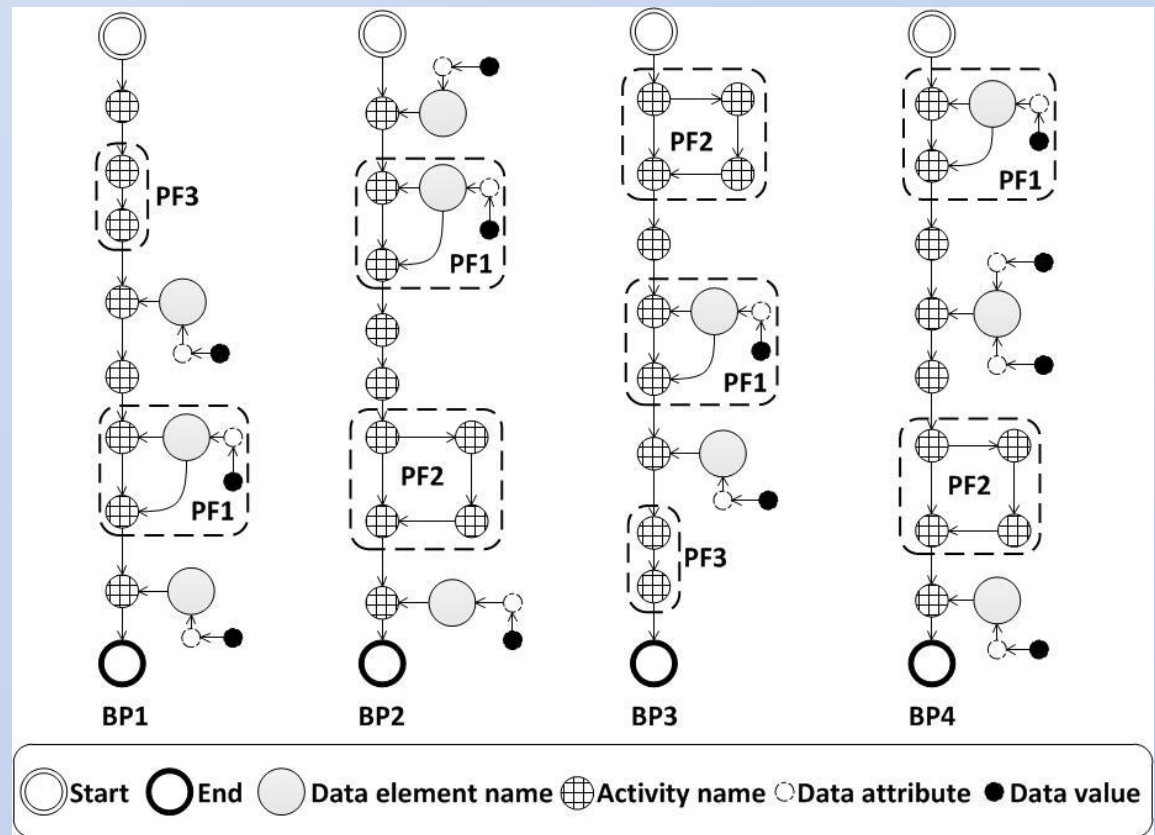 PF3
PF1
PF1
PF2
PF2
PF1
PF3
PF1
PF2
BP1
BP2
BP3
BP4
Start
End
Data element name
Activity name
Data attribute
Data value